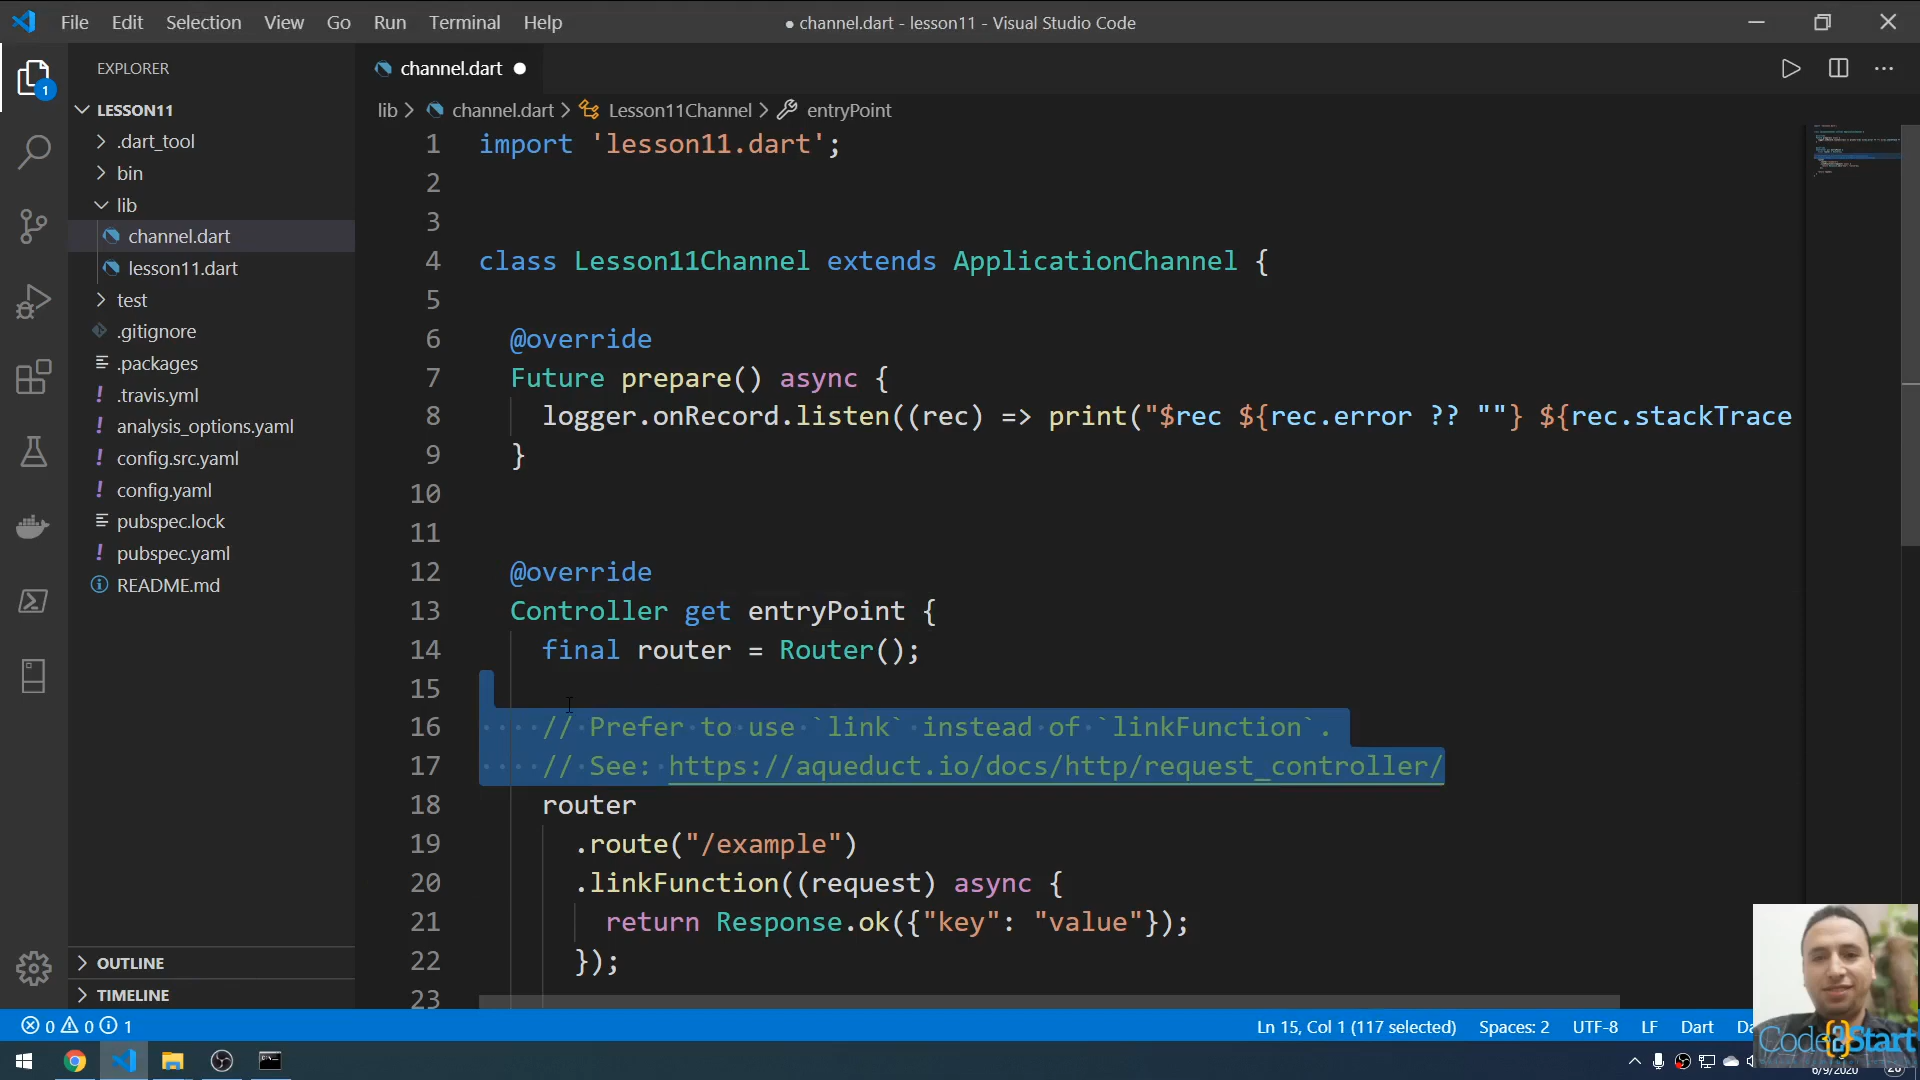 File Edit Selection View Go Run Terminal Help
● channel.dart - lesson11 - Visual Studio Code
EXPLORER
1
LESSON11
.dart_tool
bin
lib
channel.dart
lesson11.dart
test
.gitignore
.packages
.travis.yml
analysis_options.yaml
config.src.yaml
config.yaml
pubspec.lock
pubspec.yaml
README.md
OUTLINE
TIMELINE
channel.dart
lib > channel.dart > Lesson11Channel > entryPoint
1 import 'lesson11.dart';
2
3
4 class Lesson11Channel extends ApplicationChannel {
5
6 @override
7 Future prepare() async {
8 logger.onRecord.listen((rec) => print("$rec ${rec.error ?? ""} ${rec.stackTrace
9 }
10
11
12 @override
13 Controller get entryPoint {
14 final router = Router();
15
16 // Prefer to use `link` instead of `linkFunction`.
17 // See: https://aqueduct.io/docs/http/request_controller/
18 router
19 .route("/example")
20 .linkFunction((request) async {
21 return Response.ok({"key": "value"});
22 });
23
0 0 1
Ln 15, Col 1 (117 selected) Spaces: 2 UTF-8 LF Dart
Code{2}Start
6/9/2020